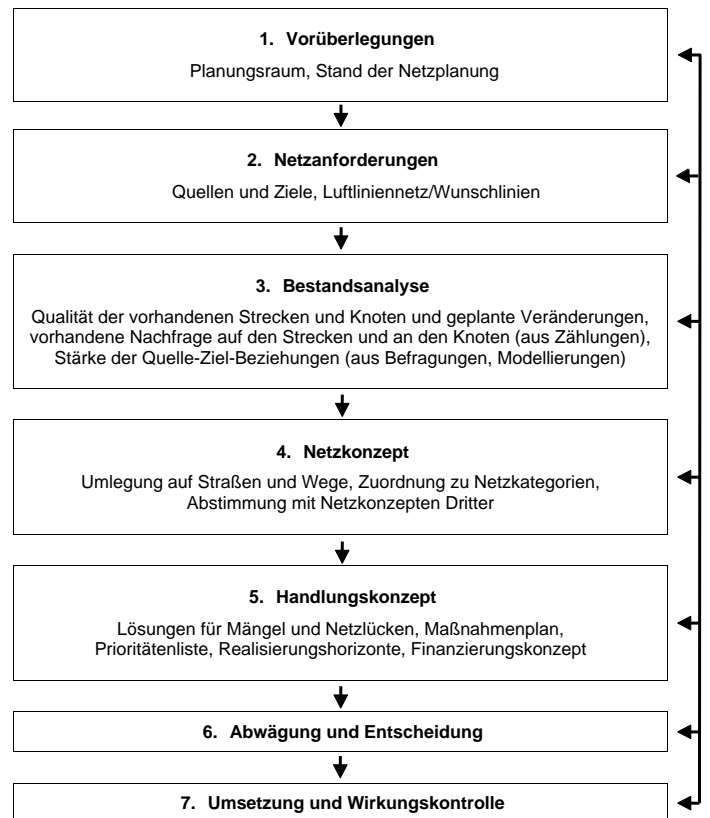 1. Vorüberlegungen
Planungsraum, Stand der Netzplanung
2. Netzanforderungen
Quellen und Ziele, Luftliniennetz/Wunschlinien
3. Bestandsanalyse
Qualität der vorhandenen Strecken und Knoten und geplante Veränderungen,
vorhandene Nachfrage auf den Strecken und an den Knoten (aus Zählungen),
Stärke der Quelle-Ziel-Beziehungen (aus Befragungen, Modellierungen)
4. Netzkonzept
Umlegung auf Straßen und Wege, Zuordnung zu Netzkategorien,
Abstimmung mit Netzkonzepten Dritter
5. Handlungskonzept
Lösungen für Mängel und Netzlücken, Maßnahmenplan,
Prioritätenliste, Realisierungshorizonte, Finanzierungskonzept
6. Abwägung und Entscheidung
7. Umsetzung und Wirkungskontrolle